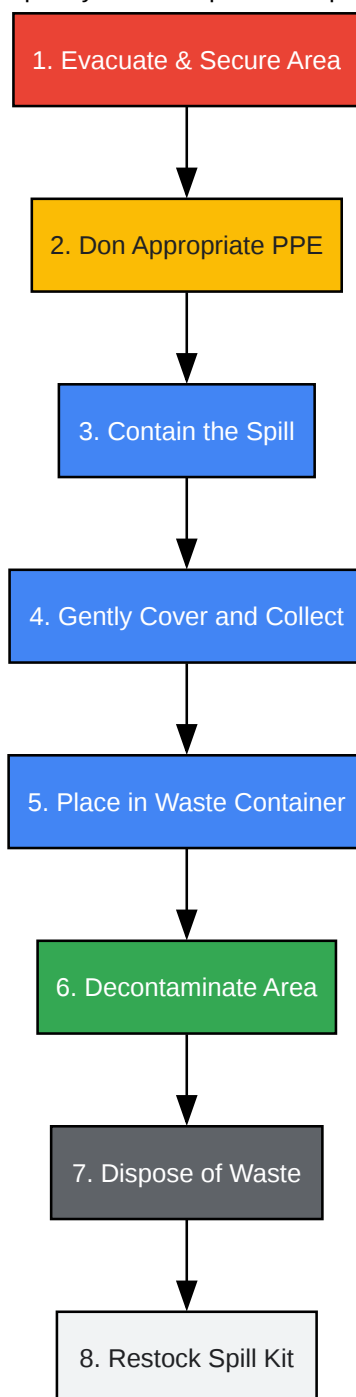 1. Evacuate & Secure Area
2. Don Appropriate PPE
3. Contain the Spill
4. Gently Cover and Collect
5. Place in Waste Container
6. Decontaminate Area
7. Dispose of Waste
8. Restock Spill Kit